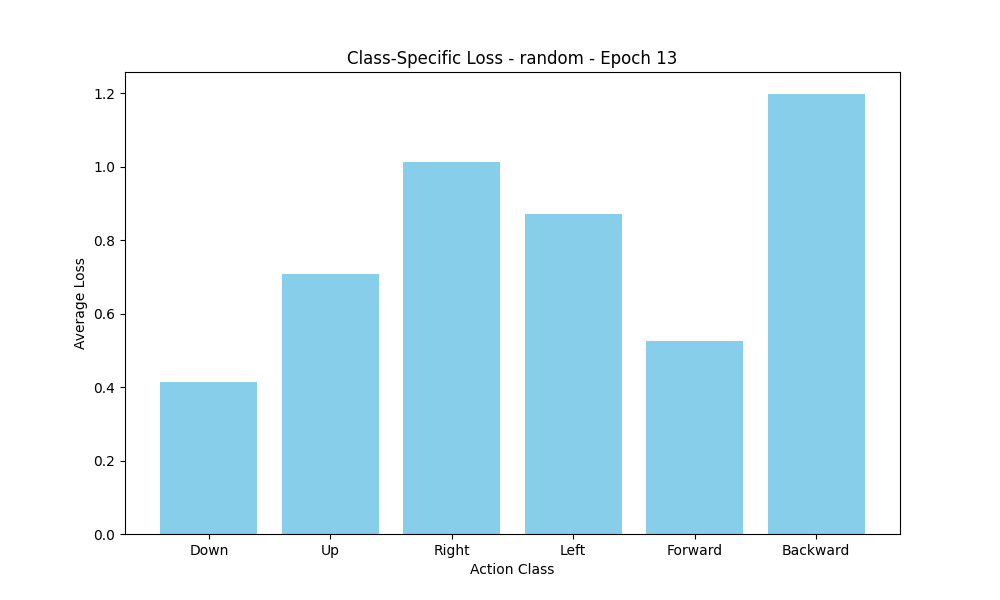 Class-Specific Loss - random - Epoch 13
Average Loss
1.2
1.0
0.8
0.6
0.4
0.2
0.0
Down Up Right Left Forward Backward
Action Class